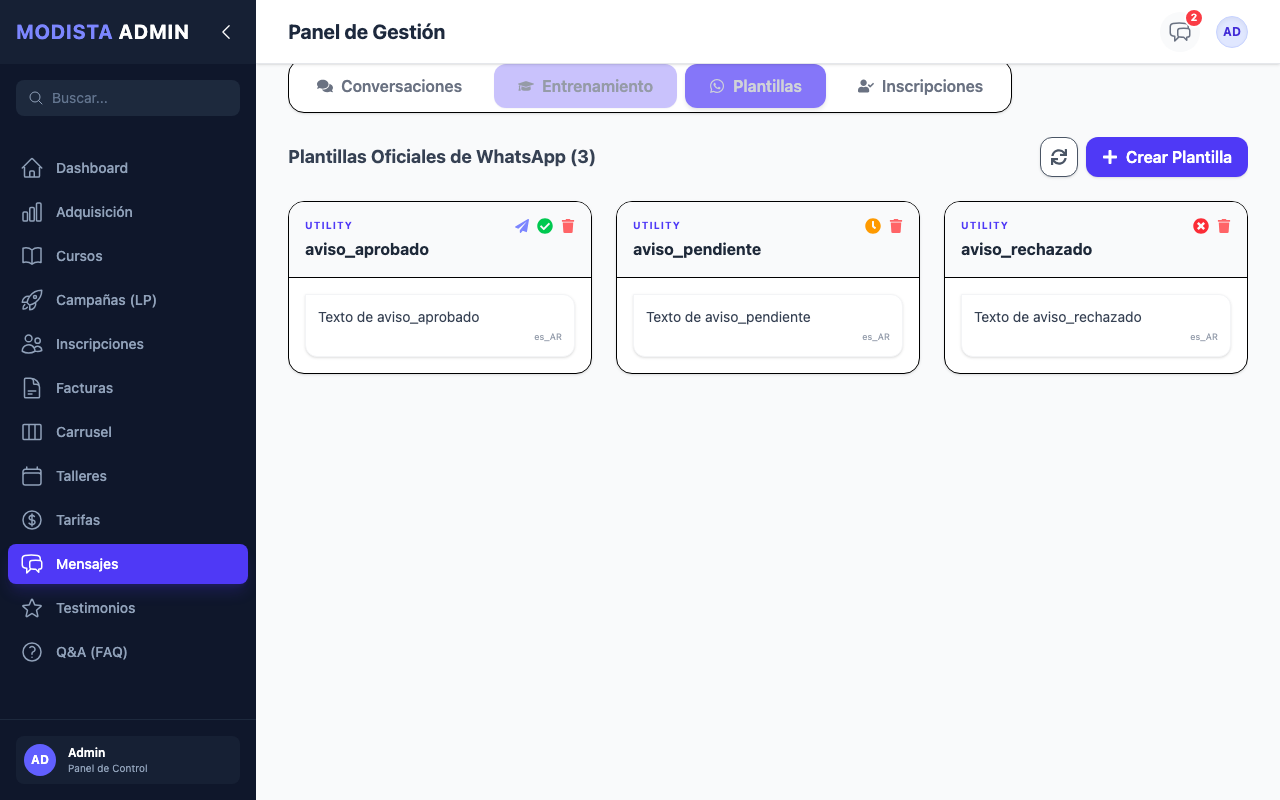 MODISTA ADMIN
Buscar...
Dashboard
Adquisición
Cursos
Campañas (LP)
Inscripciones
Facturas
Carrusel
Talleres
Tarifas
Mensajes
Testimonios
Q&A (FAQ)
AD
Admin
Panel de Control
Panel de Gestión
2
AD
Conversaciones
Entrenamiento
Plantillas
Inscripciones
Plantillas Oficiales de WhatsApp (3)
Crear Plantilla
UTILITY
aviso_aprobado
Texto de aviso_aprobado
es_AR
UTILITY
aviso_pendiente
Texto de aviso_pendiente
es_AR
UTILITY
aviso_rechazado
Texto de aviso_rechazado
es_AR